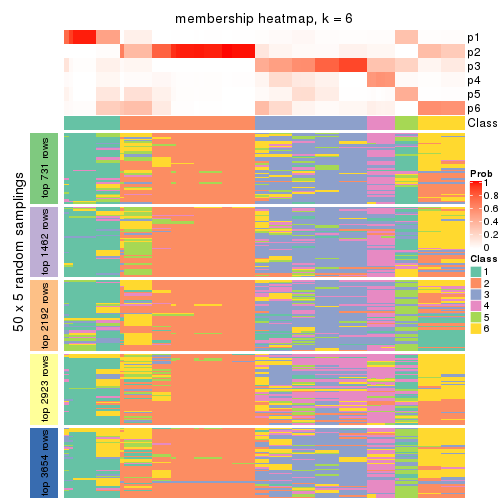 membership heatmap, k = 6
p1
p2
p3
p4
p5
p6
Class
50 x 5 random samplings
top 731 rows
top 1462 rows
top 2192 rows
top 2923 rows
top 3654 rows
Prob
1
0.8
0.6
0.4
0.2
0
Class
1
2
3
4
5
6